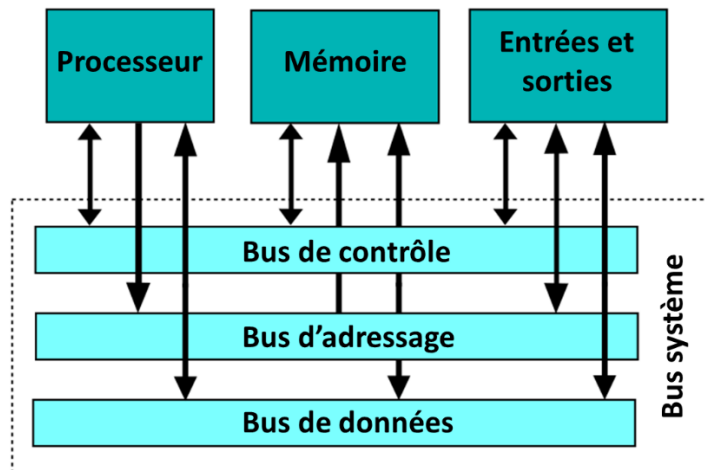 Processeur
Mémoire
Entrées et
sorties
Bus de contrôle
Bus d’adressage
Bus de données
Bus système